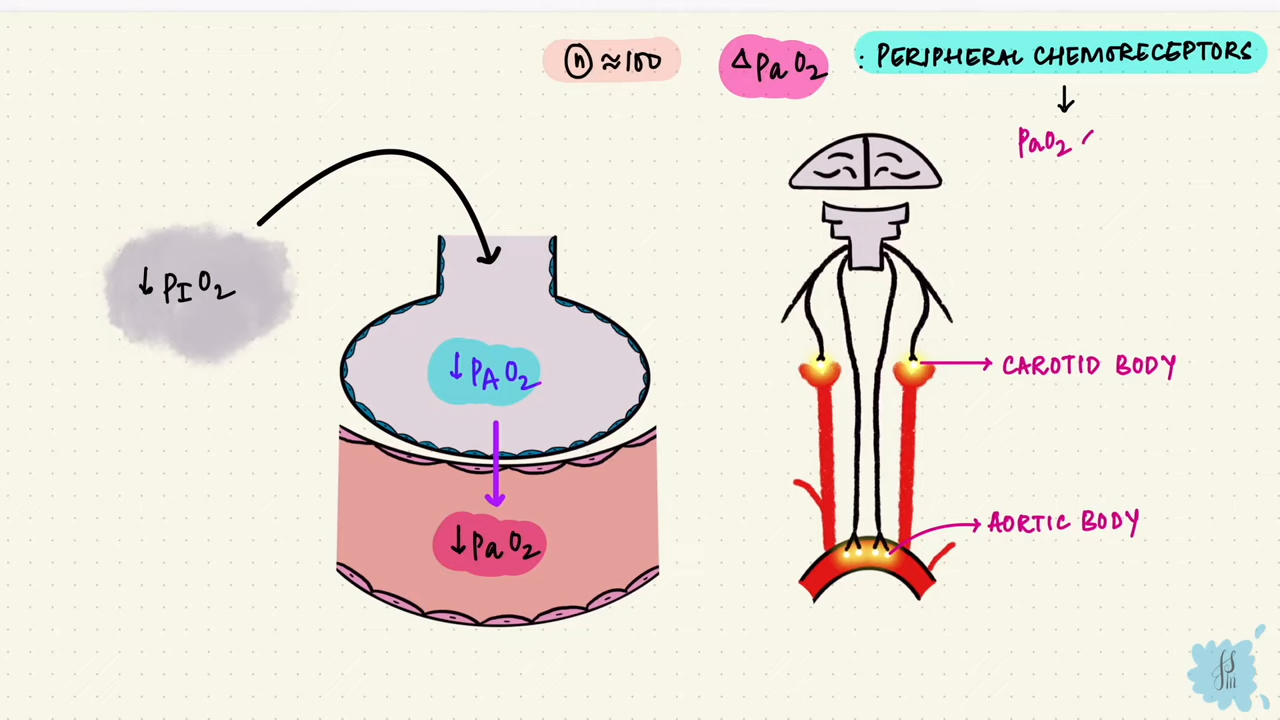 ⓝ ≈100
ΔPaO₂ : PERIPHERAL CHEMORECEPTORS
↓
PaO₂
↓ PIO₂
↓ PAO₂
↓ PaO₂
CAROTID BODY
AORTIC BODY